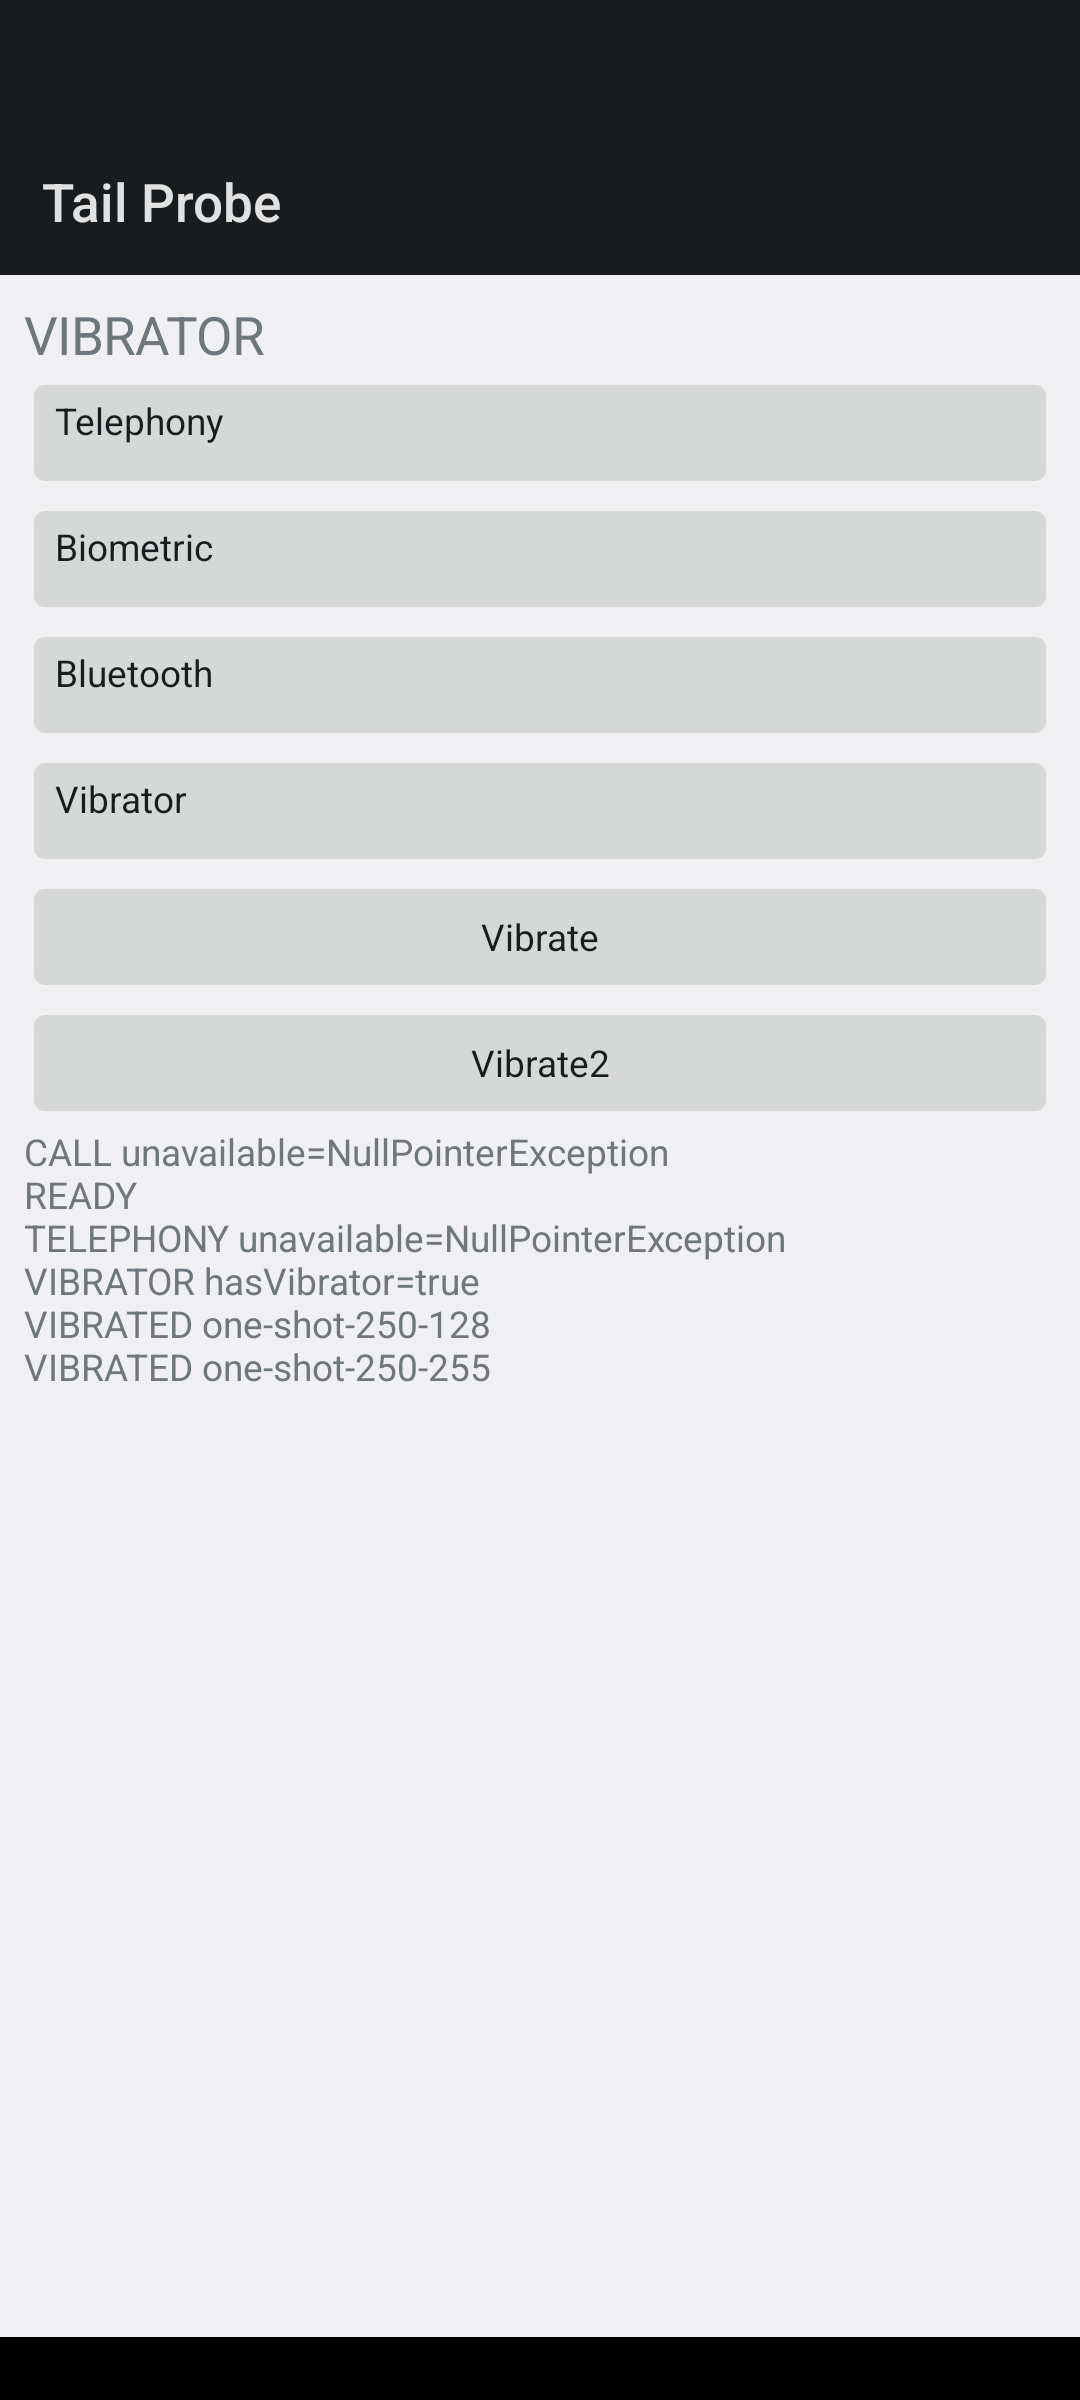 Tail Probe
VIBRATOR
Telephony
Biometric
Bluetooth
Vibrator
Vibrate
Vibrate2
CALL unavailable=NullPointerException
READY
TELEPHONY unavailable=NullPointerException
VIBRATOR hasVibrator=true
VIBRATED one-shot-250-128
VIBRATED one-shot-250-255